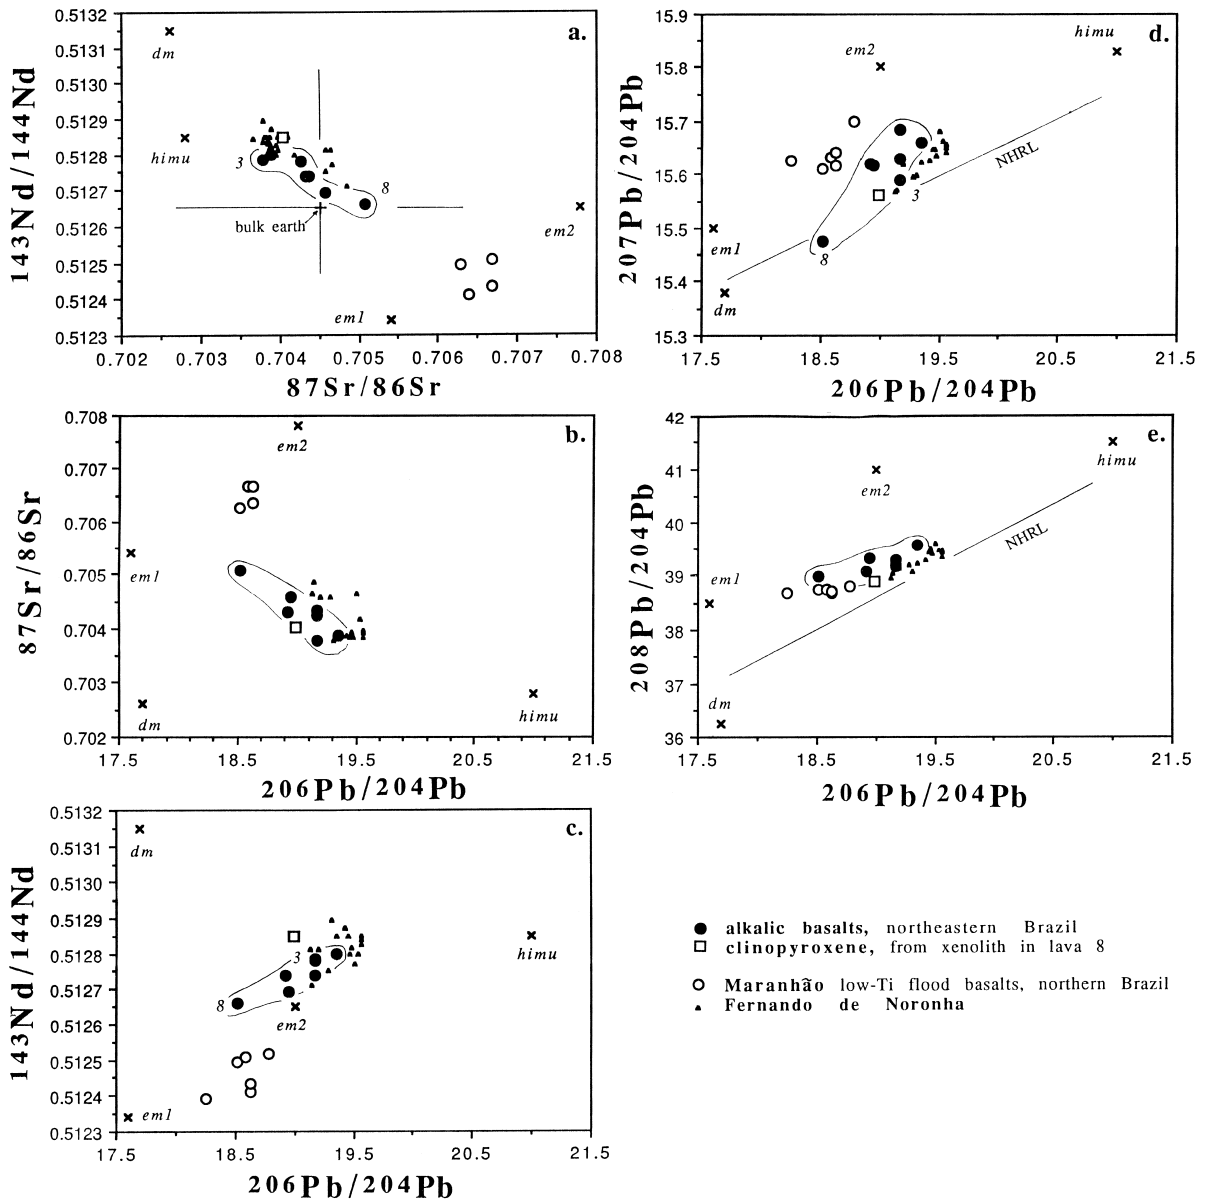 a.
143Nd/144Nd
0.5132
0.5131
0.5130
0.5129
0.5128
0.5127
0.5126
0.5125
0.5124
0.5123
dm
himu
3
8
bulk earth
em2
em1
0.702 0.703 0.704 0.705 0.706 0.707 0.708
87Sr/86Sr
d.
207Pb/204Pb
15.9
15.8
15.7
15.6
15.5
15.4
15.3
himu
em2
NHRL
3
em1
8
dm
17.5 18.5 19.5 20.5 21.5
206Pb/204Pb
b.
87Sr/86Sr
0.708
0.707
0.706
0.705
0.704
0.703
0.702
em2
em1
dm
himu
17.5 18.5 19.5 20.5 21.5
206Pb/204Pb
e.
208Pb/204Pb
42
41
40
39
38
37
36
himu
em2
NHRL
em1
dm
17.5 18.5 19.5 20.5 21.5
206Pb/204Pb
c.
143Nd/144Nd
0.5132
0.5131
0.5130
0.5129
0.5128
0.5127
0.5126
0.5125
0.5124
0.5123
dm
himu
3
8
em2
em1
17.5 18.5 19.5 20.5 21.5
206Pb/204Pb
alkalic basalts, northeastern Brazil
clinopyroxene, from xenolith in lava 8
Maranhão low-Ti flood basalts, northern Brazil
Fernando de Noronha